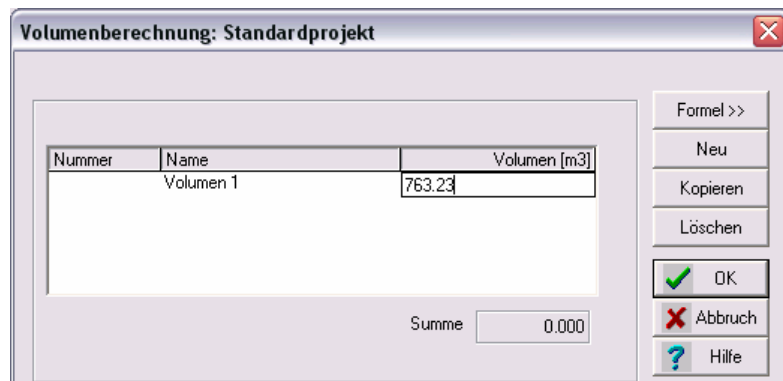 Volumenberechnung: Standardprojekt
Formel >>
Neu
Nummer Name Volumen [m3]
Volumen 1 763.23
Kopieren
Löschen
OK
Summe 0.000
Abbruch
Hilfe